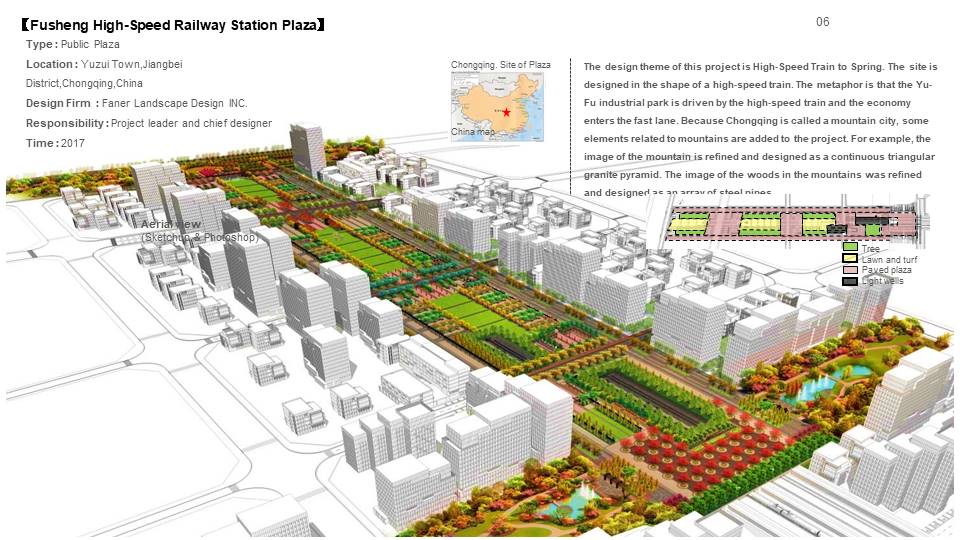 06
【Fusheng High-Speed Railway Station Plaza】
Type : Public Plaza
Location : Yuzui Town,Jiangbei
District,Chongqing,China
Design Firm : Faner Landscape Design INC.
Responsibility : Project leader and chief designer
Time : 2017
Chongqing. Site of Plaza
China map
The design theme of this project is High-Speed Train to Spring. The site is
designed in the shape of a high-speed train. The metaphor is that the Yu-
Fu industrial park is driven by the high-speed train and the economy
enters the fast lane. Because Chongqing is called a mountain city, some
elements related to mountains are added to the project. For example, the
image of the mountain is refined and designed as a continuous triangular
granite pyramid. The image of the woods in the mountains was refined
and designed as an array of steel pipes.
Aerial view
(Sketchup & Photoshop)
Tree
Lawn and turf
Paved plaza
Light wells